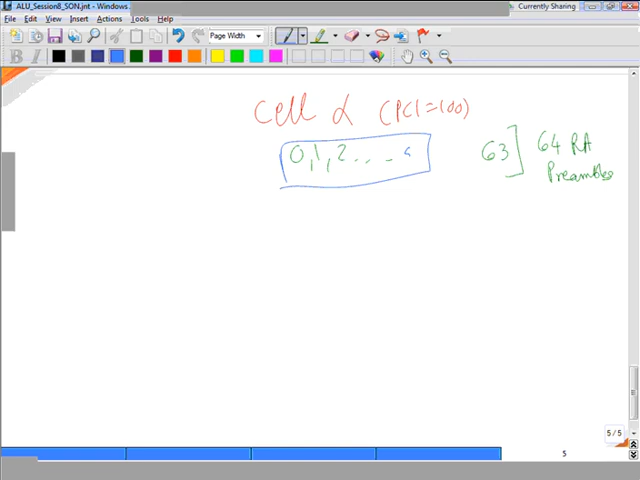 ALU_Session8_SON.jnt - Windows
Currently Sharing
File Edit View Insert Actions Tools Help
Page Width
Cell α (PCI=100)
0,1,2... - 63] 64 RA
Preambles
5/5
5